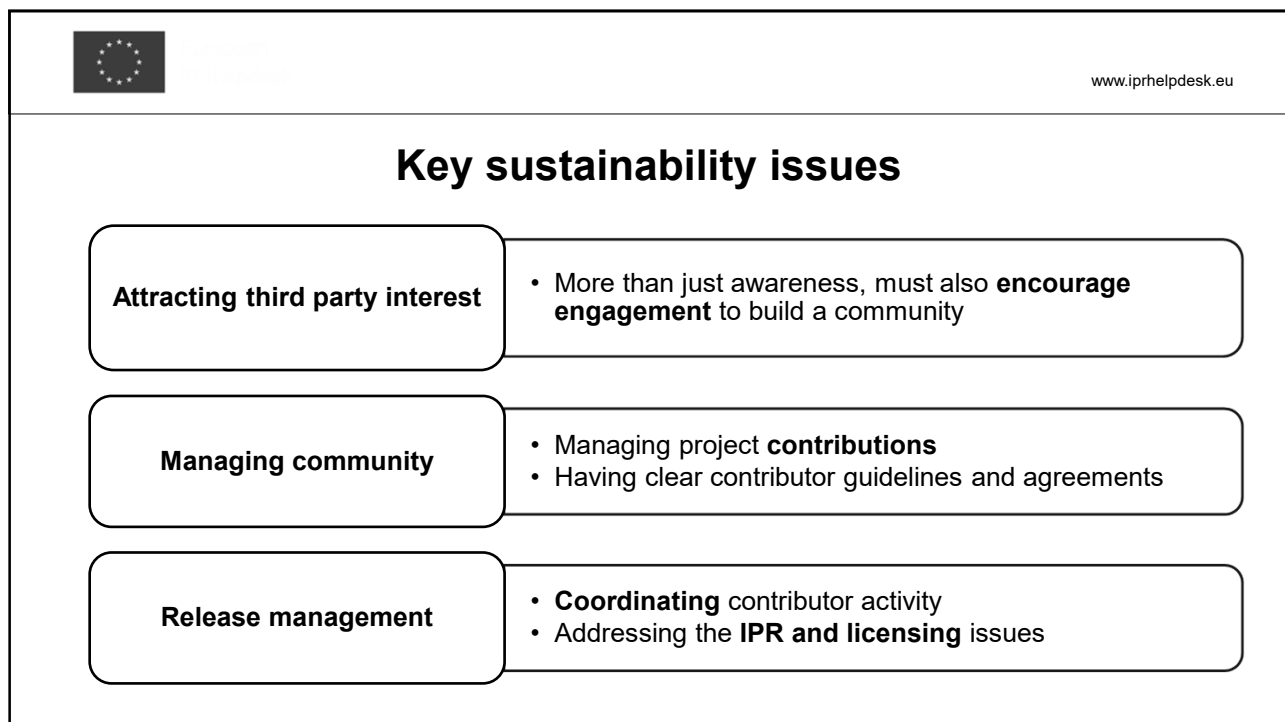 www.iprhelpdesk.eu
Key sustainability issues
Attracting third party interest
• More than just awareness, must also encourage
engagement to build a community
Managing community
• Managing project contributions
• Having clear contributor guidelines and agreements
Release management
• Coordinating contributor activity
• Addressing the IPR and licensing issues